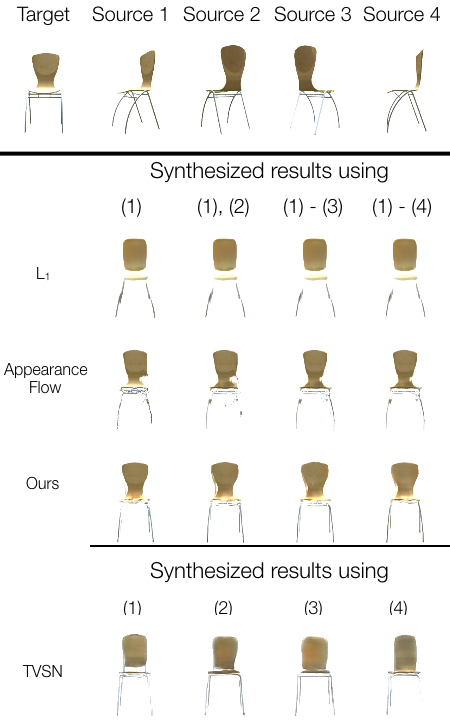 Target Source 1 Source 2 Source 3 Source 4
Synthesized results using
(1) (1), (2) (1) - (3) (1) - (4)
L₁
Appearance
Flow
Ours
Synthesized results using
(1) (2) (3) (4)
TVSN